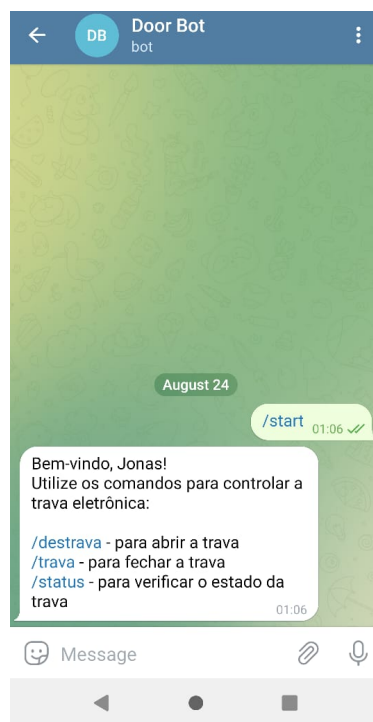 DB
Door Bot
bot
August 24
/start 01:06
Bem-vindo, Jonas!
Utilize os comandos para controlar a
trava eletrônica:
/destrava - para abrir a trava
/trava - para fechar a trava
/status - para verificar o estado da
trava
01:06
Message